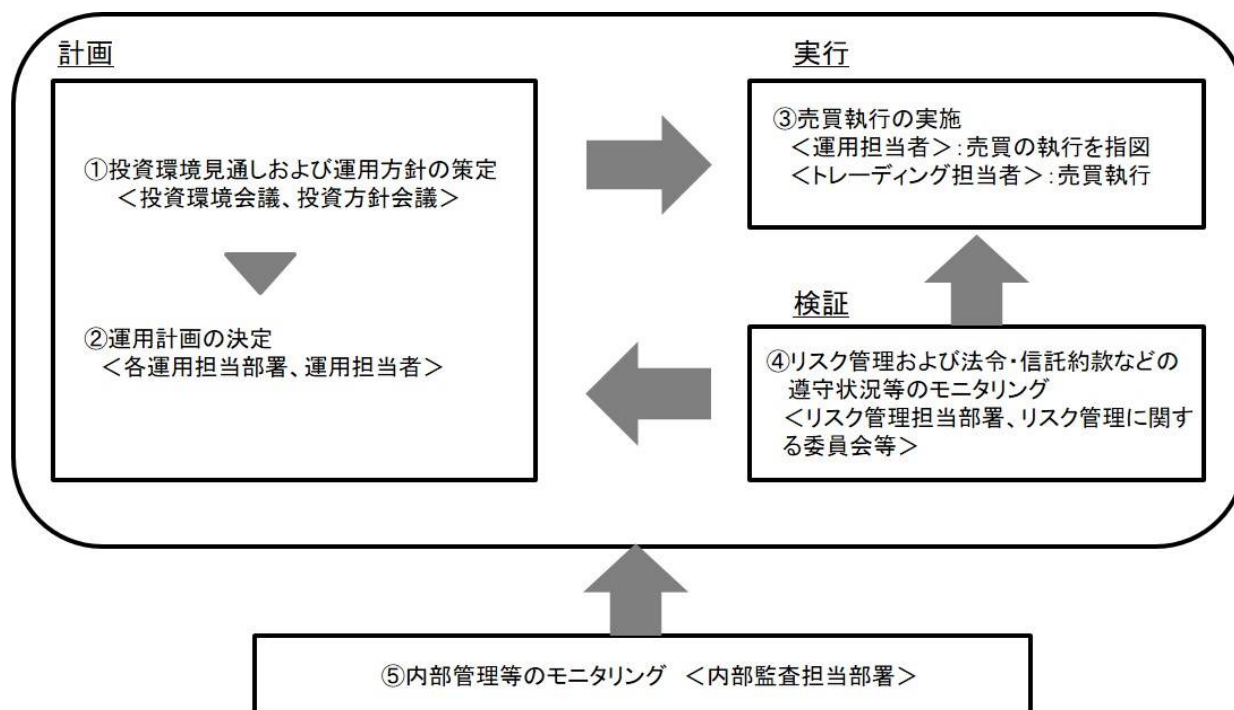 計画
①投資環境見通しおよび運用方針の策定
＜投資環境会議、投資方針会議＞
②運用計画の決定
＜各運用担当部署、運用担当者＞
実行
③売買執行の実施
＜運用担当者＞:売買の執行を指図
＜トレーディング担当者＞:売買執行
検証
④リスク管理および法令・信託約款などの
遵守状況等のモニタリング
＜リスク管理担当部署、リスク管理に関す
る委員会等＞
⑤内部管理等のモニタリング ＜内部監査担当部署＞